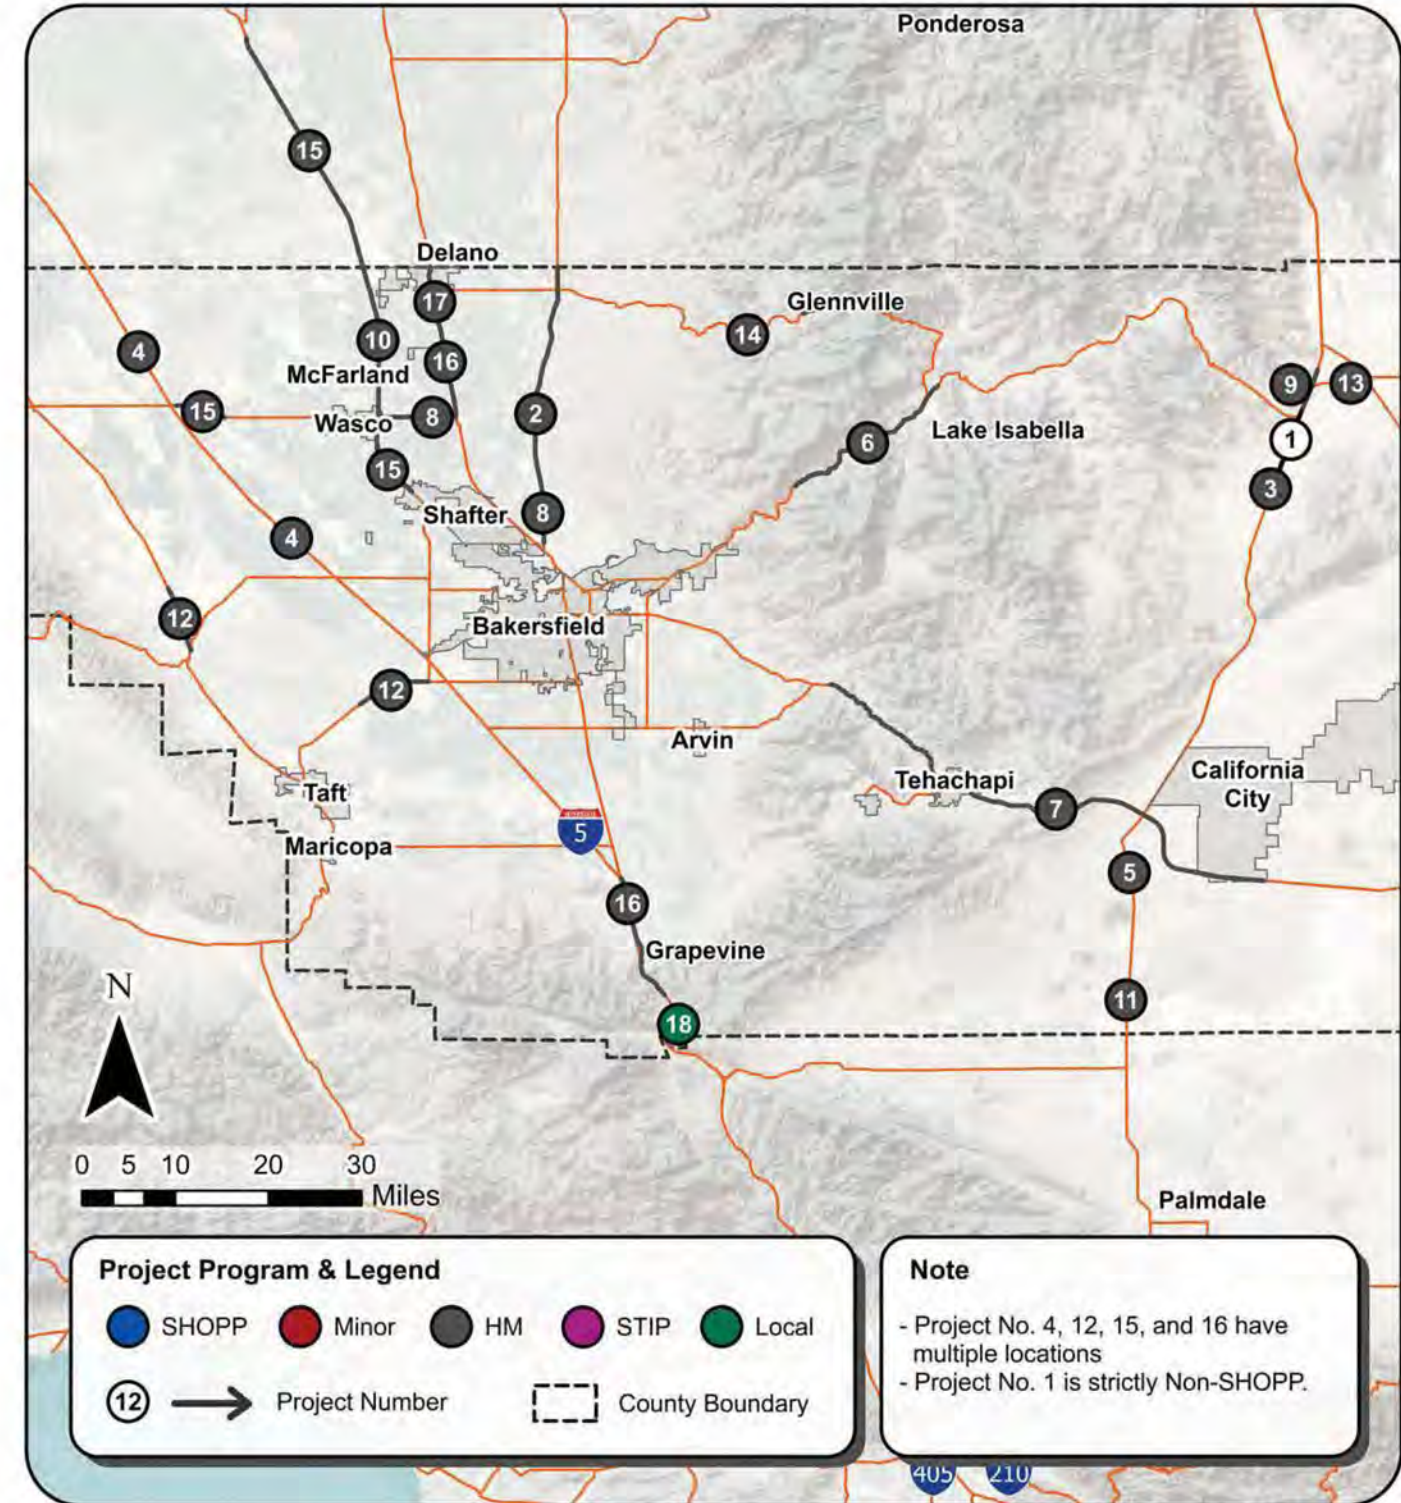 Ponderosa
15
Delano
17
Glennville
14
10
4
16
McFarland
9
13
15
8
2
Wasco
6
Lake Isabella
1
15
3
Shafter
8
4
12
Bakersfield
12
Arvin
Tehachapi
California
City
Taft
7
INTERSTATE
5
Maricopa
5
16
Grapevine
N
11
18
0 5 10 20 30
Miles
Palmdale
Project Program & Legend
SHOPP Minor HM STIP Local
12 Project Number County Boundary
Note
- Project No. 4, 12, 15, and 16 have
multiple locations
- Project No. 1 is strictly Non-SHOPP.
405 210